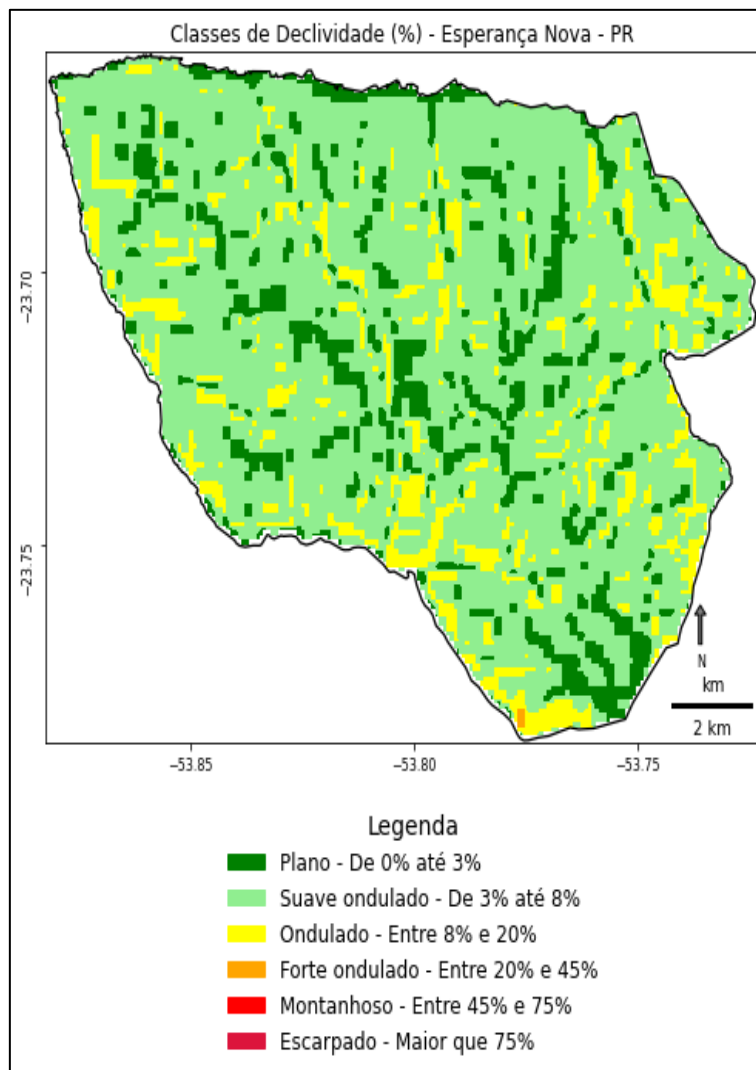 Classes de Declividade (%) - Esperança Nova - PR
−23.70
−23.75
N
km
2 km
−53.85
−53.80
−53.75
Legenda
Plano - De 0% até 3%
Suave ondulado - De 3% até 8%
Ondulado - Entre 8% e 20%
Forte ondulado - Entre 20% e 45%
Montanhoso - Entre 45% e 75%
Escarpado - Maior que 75%